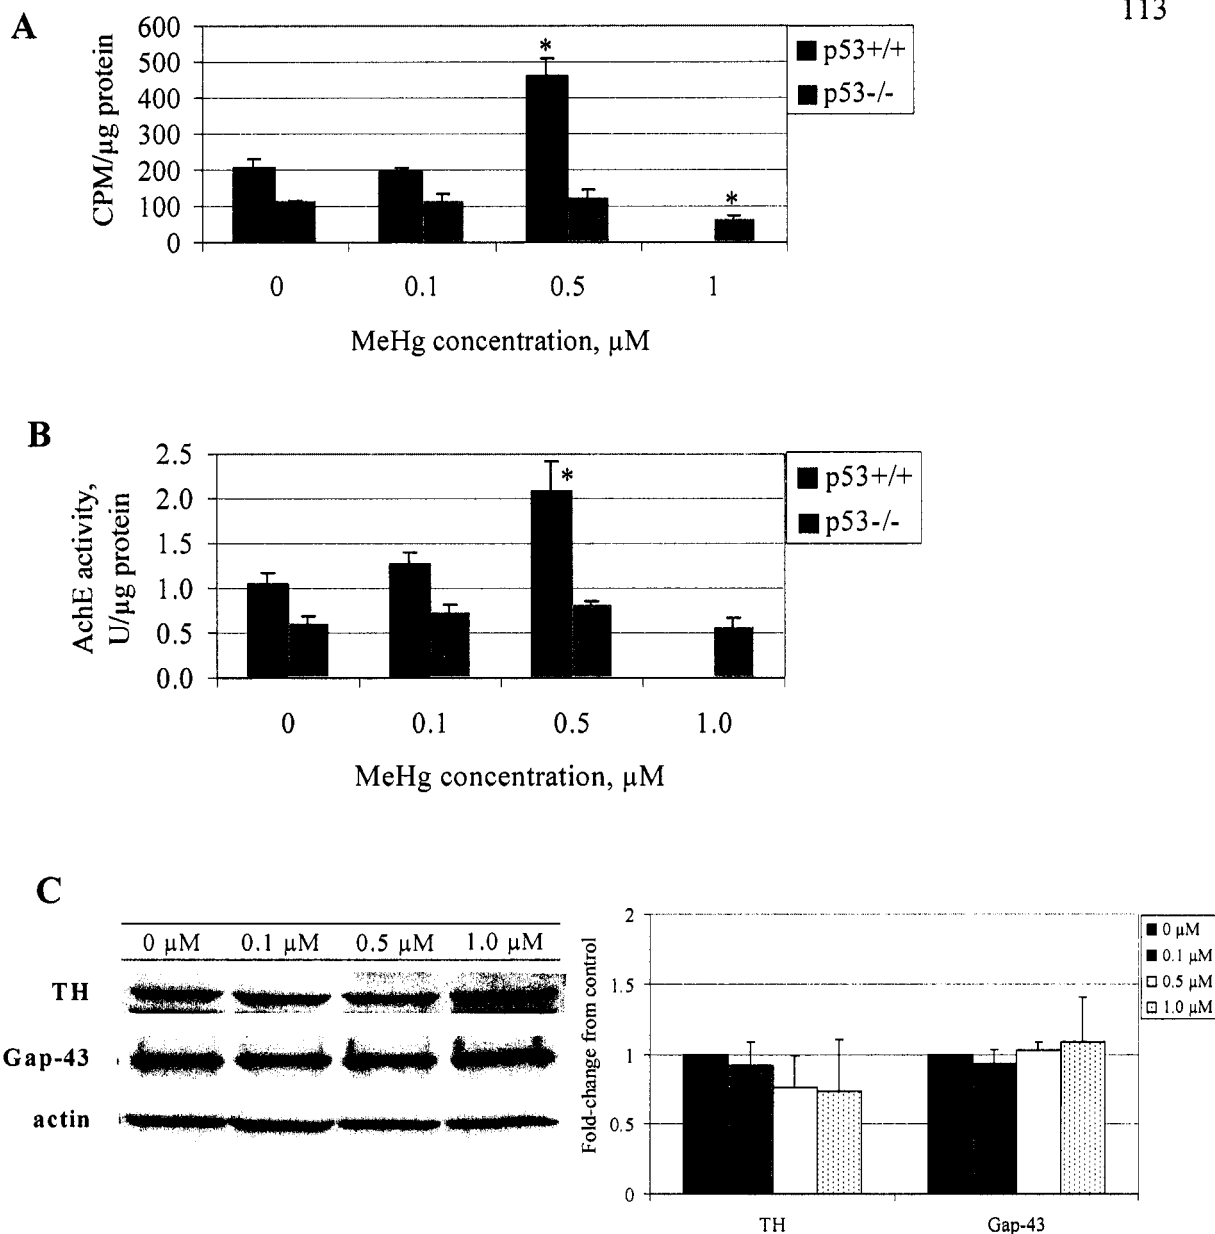 113
A
600
500
400
300
200
100
0
CPM/µg protein
*
*
p53+/+
p53-/-
0 0.1 0.5 1
MeHg concentration, µM
B
2.5
2.0
1.5
1.0
0.5
0.0
AchE activity,
U/µg protein
*
p53+/+
p53-/-
0 0.1 0.5 1.0
MeHg concentration, µM
C
0 µM 0.1 µM 0.5 µM 1.0 µM
TH
Gap-43
actin
2
1.5
1
0.5
0
Fold-change from control
0 µM
0.1 µM
0.5 µM
1.0 µM
TH Gap-43